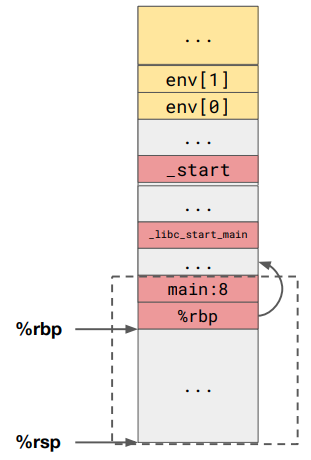 ...
env[1]
env[0]
...
_start
...
_libc_start_main
...
main:8
%rbp
%rbp
...
%rsp